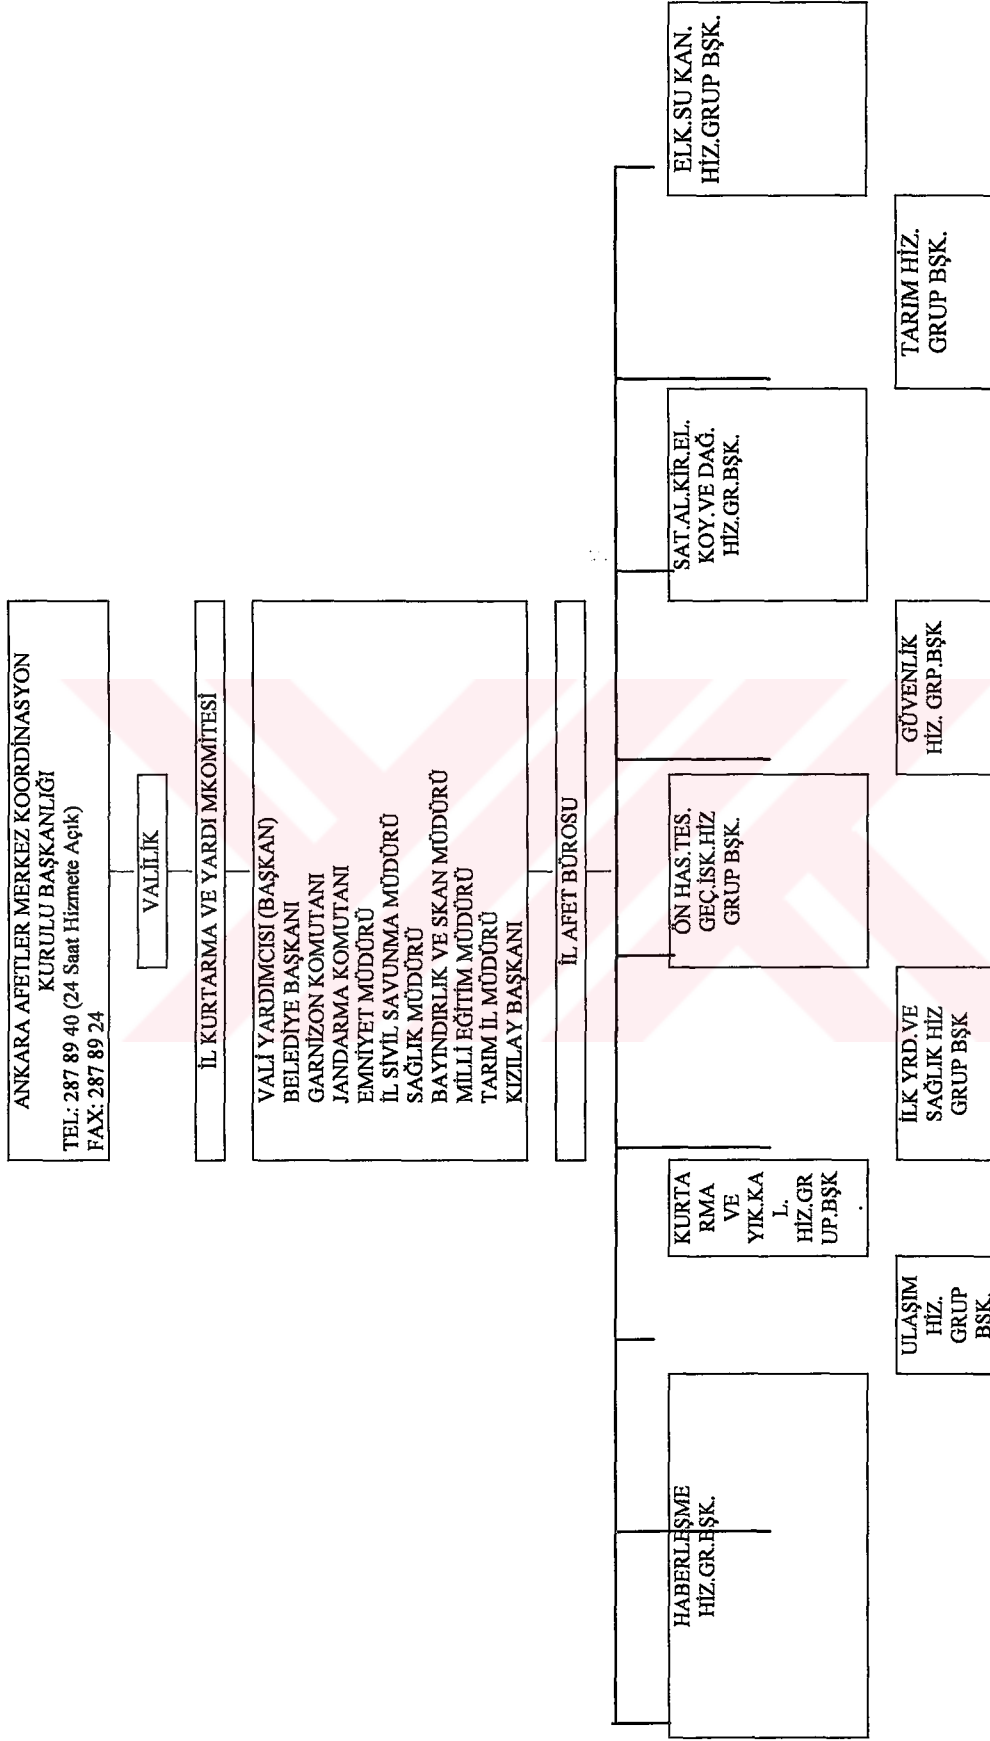 ANKARA AFETLER MERKEZ KOORDİNASYON
KURULU BAŞKANLIĞI
TEL: 287 89 40 (24 Saat Hizmete Açık)
FAX: 287 89 24
VALİLİK
İL KURTARMA VE YARDI MKOMİTESİ
VALİ YARDIMCISI (BAŞKAN)
BELEDİYE BAŞKANI
GARNİZON KOMUTANI
JANDARMA KOMUTANI
EMNİYET MÜDÜRÜ
İL SİVİL SAVUNMA MÜDÜRÜ
SAĞLIK MÜDÜRÜ
BAYINDIRLIK VE SKAN MÜDÜRÜ
MİLLİ EĞİTİM MÜDÜRÜ
TARIM İL MÜDÜRÜ
KIZILAY BAŞKANI
İL AFET BÜROSU
HABERLEŞME
HİZ.GR.BŞK.
KURTA
RMA
VE
YIK.KA
L.
HİZ.GR
UP.BŞK
.
ÖN HAS.TES.
GEÇ.İSK.HİZ
GRUP BŞK.
SAT.AL.KİR.EL.
KOY.VE DAĞ.
HİZ.GR.BŞK.
ELK.SU KAN.
HİZ.GRUP BŞK.
ULAŞIM
HİZ.
GRUP
BŞK.
İLK YRD.VE
SAĞLIK HİZ
GRUP BŞK
GÜVENLİK
HİZ. GRP.BŞK
TARIM HİZ.
GRUP BŞK.